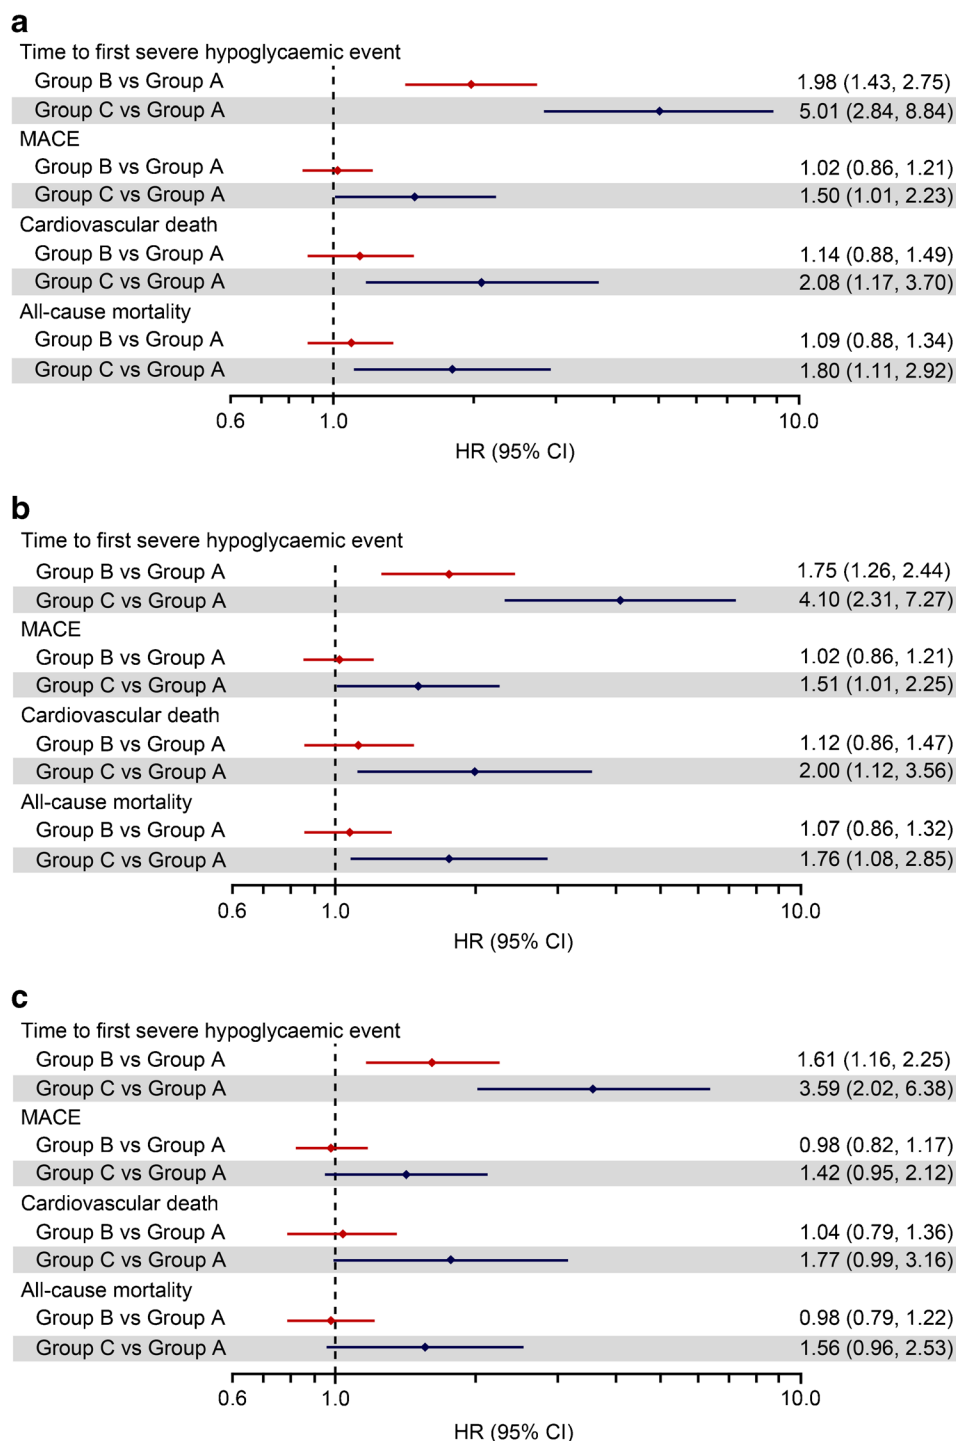 a
Time to first severe hypoglycaemic event
Group B vs Group A 1.98 (1.43, 2.75)
Group C vs Group A 5.01 (2.84, 8.84)
MACE
Group B vs Group A 1.02 (0.86, 1.21)
Group C vs Group A 1.50 (1.01, 2.23)
Cardiovascular death
Group B vs Group A 1.14 (0.88, 1.49)
Group C vs Group A 2.08 (1.17, 3.70)
All-cause mortality
Group B vs Group A 1.09 (0.88, 1.34)
Group C vs Group A 1.80 (1.11, 2.92)
0.6 1.0 10.0
HR (95% CI)
b
Time to first severe hypoglycaemic event
Group B vs Group A 1.75 (1.26, 2.44)
Group C vs Group A 4.10 (2.31, 7.27)
MACE
Group B vs Group A 1.02 (0.86, 1.21)
Group C vs Group A 1.51 (1.01, 2.25)
Cardiovascular death
Group B vs Group A 1.12 (0.86, 1.47)
Group C vs Group A 2.00 (1.12, 3.56)
All-cause mortality
Group B vs Group A 1.07 (0.86, 1.32)
Group C vs Group A 1.76 (1.08, 2.85)
0.6 1.0 10.0
HR (95% CI)
c
Time to first severe hypoglycaemic event
Group B vs Group A 1.61 (1.16, 2.25)
Group C vs Group A 3.59 (2.02, 6.38)
MACE
Group B vs Group A 0.98 (0.82, 1.17)
Group C vs Group A 1.42 (0.95, 2.12)
Cardiovascular death
Group B vs Group A 1.04 (0.79, 1.36)
Group C vs Group A 1.77 (0.99, 3.16)
All-cause mortality
Group B vs Group A 0.98 (0.79, 1.22)
Group C vs Group A 1.56 (0.96, 2.53)
0.6 1.0 10.0
HR (95% CI)